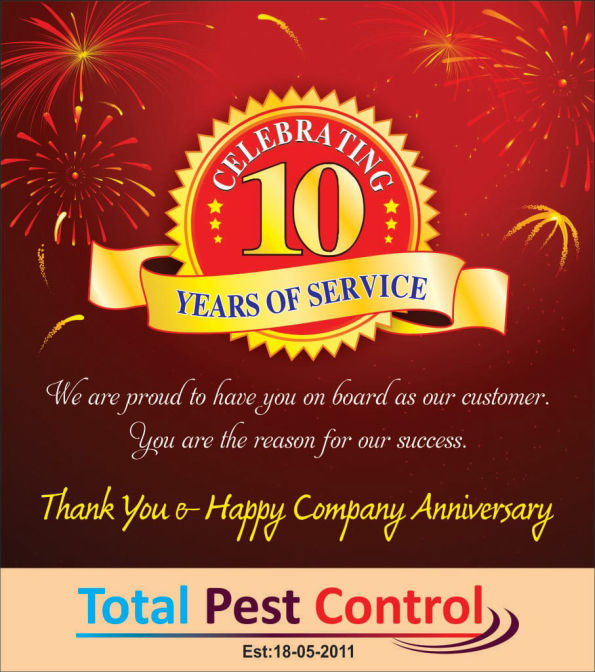 CELEBRATING
10
YEARS OF SERVICE
We are proud to have you on board as our customer.
You are the reason for our success.
Thank You & Happy Company Anniversary
Total Pest Control
Est:18-05-2011